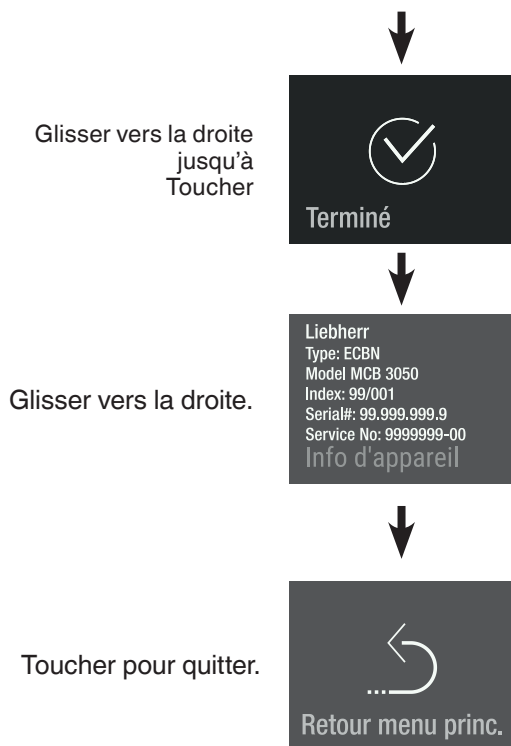 Glisser vers la droite
jusqu'à
Toucher
Terminé
Glisser vers la droite.
Liebherr
Type: ECBN
Model MCB 3050
Index: 99/001
Serial#: 99.999.999.9
Service No: 9999999-00
Info d'appareil
Toucher pour quitter.
Retour menu princ.